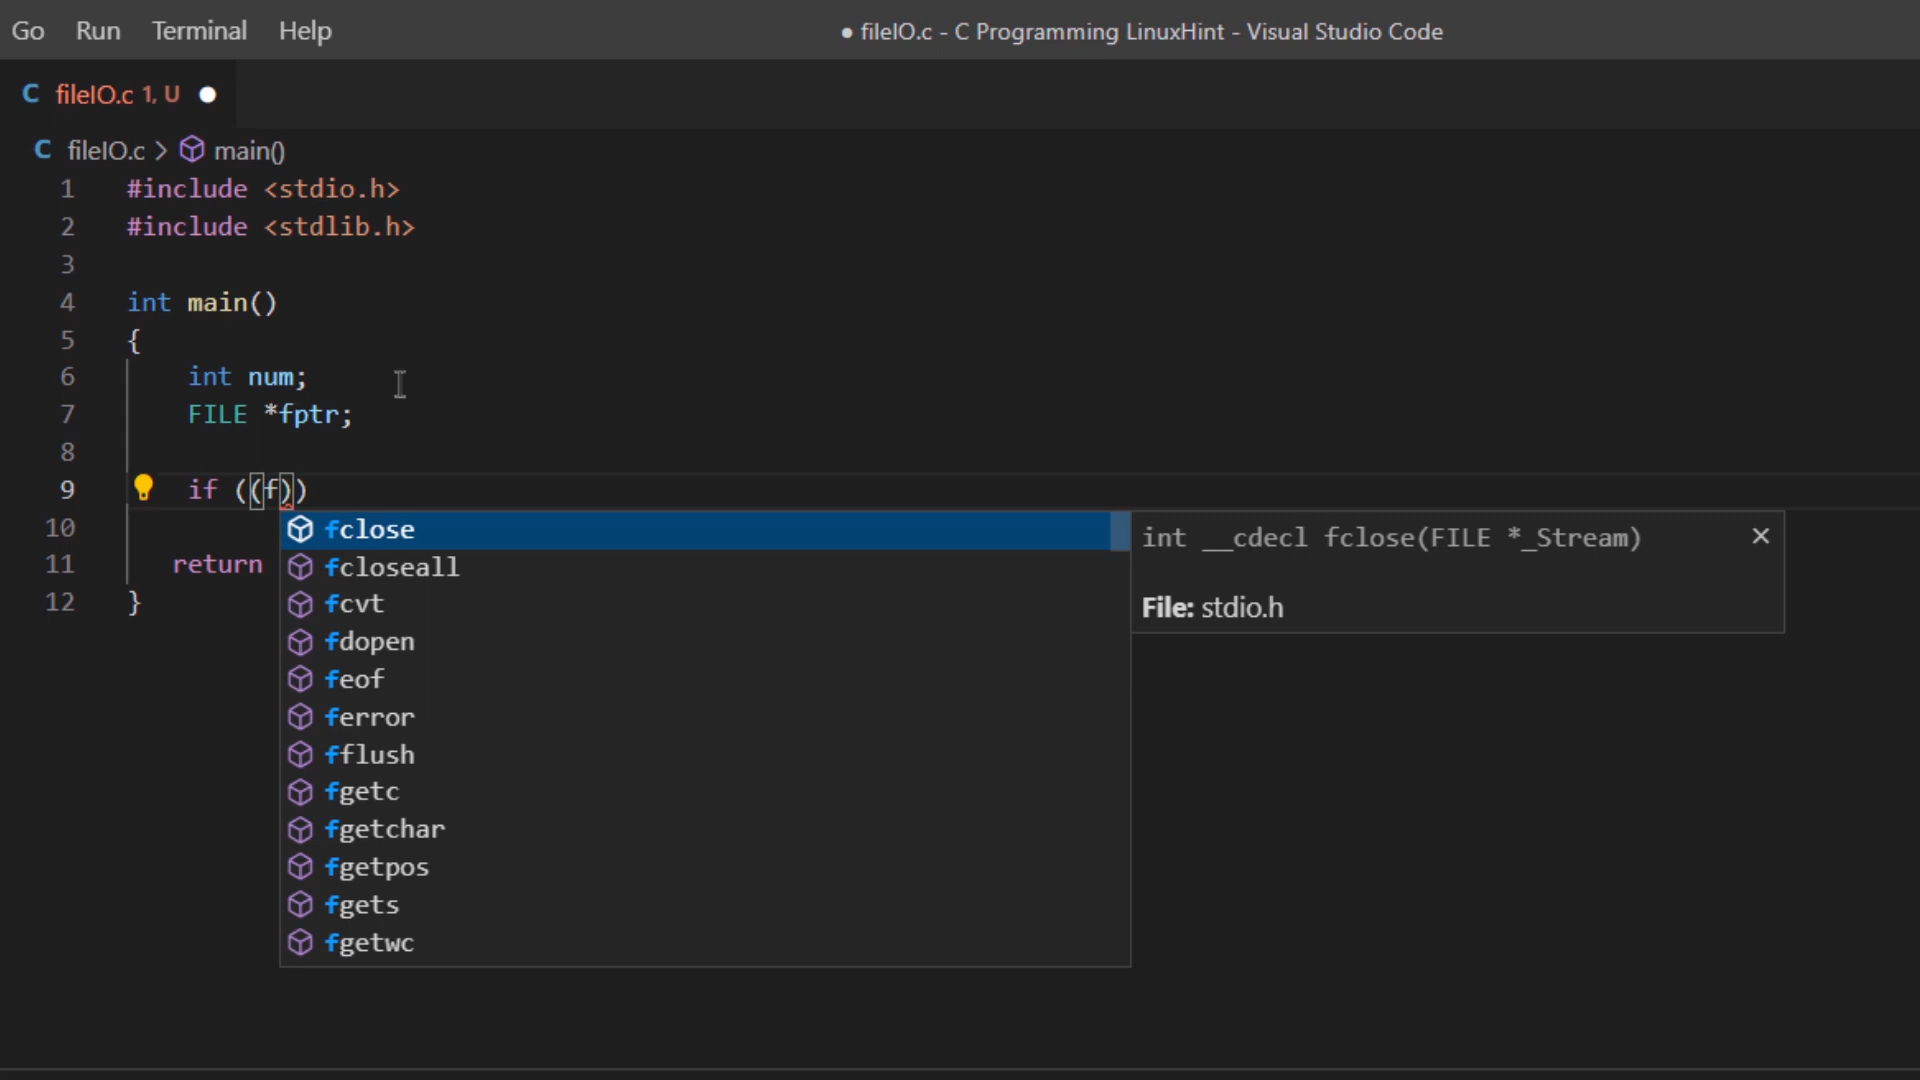 Go Run Terminal Help ● fileIO.c - C Programming LinuxHint - Visual Studio Code
C fileIO.c 1, U ●
C fileIO.c > main()
1 #include <stdio.h>
2 #include <stdlib.h>
3
4 int main()
5 {
6 int num;
7 FILE *fptr;
8
9 if ((f))
10
11 return
12 }
fclose
fcloseall
fcvt
fdopen
feof
ferror
fflush
fgetc
fgetchar
fgetpos
fgets
fgetwc
int __cdecl fclose(FILE *_Stream) ×
File: stdio.h